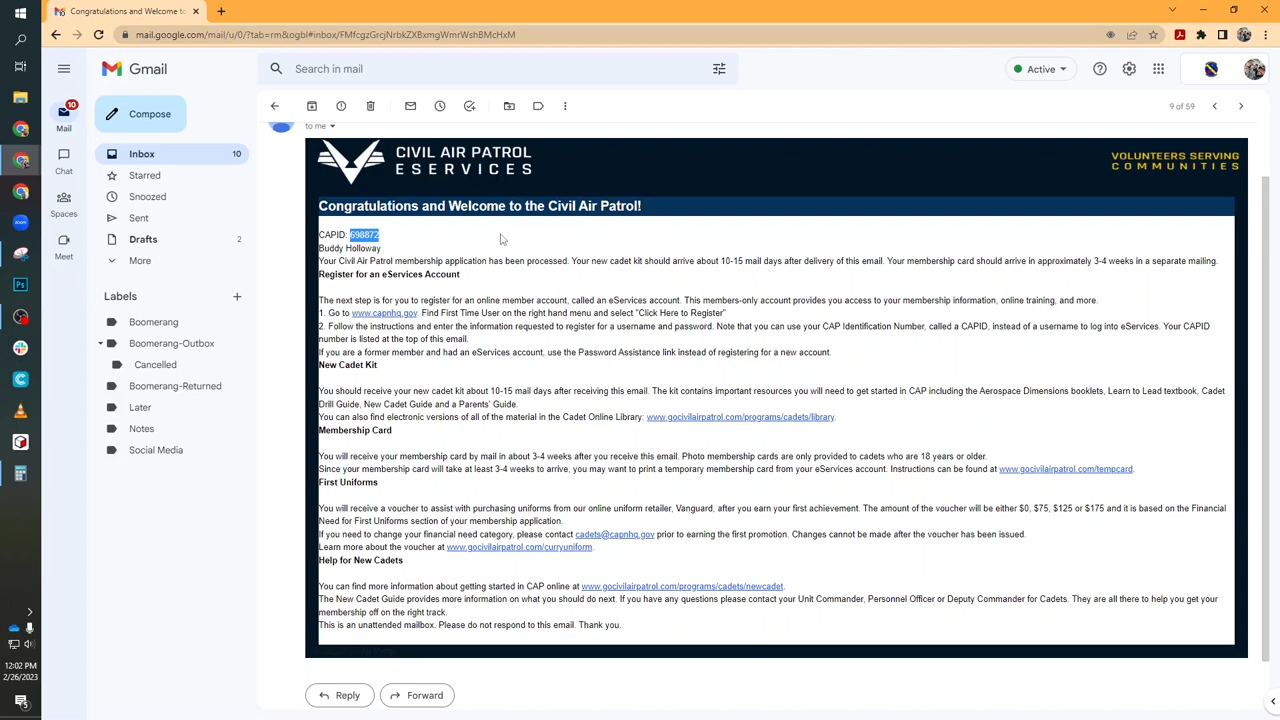 Congratulations and Welcome to
mail.google.com/mail/u/0/?tab=rm&ogbl#inbox/FMfcgzGrcjNrbkZXBxmgWmrWshBMcHxM
Gmail
Search in mail
Active
Compose
10
Mail
Chat
Spaces
Meet
Inbox 10
Starred
Snoozed
Sent
Drafts 2
More
Labels
Boomerang
Boomerang-Outbox
Cancelled
Boomerang-Returned
Later
Notes
Social Media
9 of 59
to me
CIVIL AIR PATROL
ESERVICES
VOLUNTEERS SERVING
COMMUNITIES
Congratulations and Welcome to the Civil Air Patrol!
CAPID: 698872
Buddy Holloway
Your Civil Air Patrol membership application has been processed. Your new cadet kit should arrive about 10-15 mail days after delivery of this email. Your membership card should arrive in approximately 3-4 weeks in a separate mailing.
Register for an eServices Account
The next step is for you to register for an online member account, called an eServices account. This members-only account provides you access to your membership information, online training, and more.
1. Go to www.capnhq.gov. Find First Time User on the right hand menu and select "Click Here to Register"
2. Follow the instructions and enter the information requested to register for a username and password. Note that you can use your CAP Identification Number, called a CAPID, instead of a username to log into eServices. Your CAPID
number is listed at the top of this email.
If you are a former member and had an eServices account, use the Password Assistance link instead of registering for a new account.
New Cadet Kit
You should receive your new cadet kit about 10-15 mail days after receiving this email. The kit contains important resources you will need to get started in CAP including the Aerospace Dimensions booklets, Learn to Lead textbook, Cadet
Drill Guide, New Cadet Guide and a Parents' Guide.
You can also find electronic versions of all of the material in the Cadet Online Library: www.gocivilairpatrol.com/programs/cadets/library.
Membership Card
You will receive your membership card by mail in about 3-4 weeks after you receive this email. Photo membership cards are only provided to cadets who are 18 years or older.
Since your membership card will take at least 3-4 weeks to arrive, you may want to print a temporary membership card from your eServices account. Instructions can be found at www.gocivilairpatrol.com/tempcard.
First Uniforms
You will receive a voucher to assist with purchasing uniforms from our online uniform retailer, Vanguard, after you earn your first achievement. The amount of the voucher will be either $0, $75, $125 or $175 and it is based on the Financial
Need for First Uniforms section of your membership application.
If you need to change your financial need category, please contact cadets@capnhq.gov prior to earning the first promotion. Changes cannot be made after the voucher has been issued.
Learn more about the voucher at www.gocivilairpatrol.com/curryuniform.
Help for New Cadets
You can find more information about getting started in CAP online at www.gocivilairpatrol.com/programs/cadets/newcadet.
The New Cadet Guide provides more information on what you should do next. If you have any questions please contact your Unit Commander, Personnel Officer or Deputy Commander for Cadets. They are all there to help you get your
membership off on the right track.
This is an unattended mailbox. Please do not respond to this email. Thank you.
Reply
Forward
12:02 PM
2/26/2023